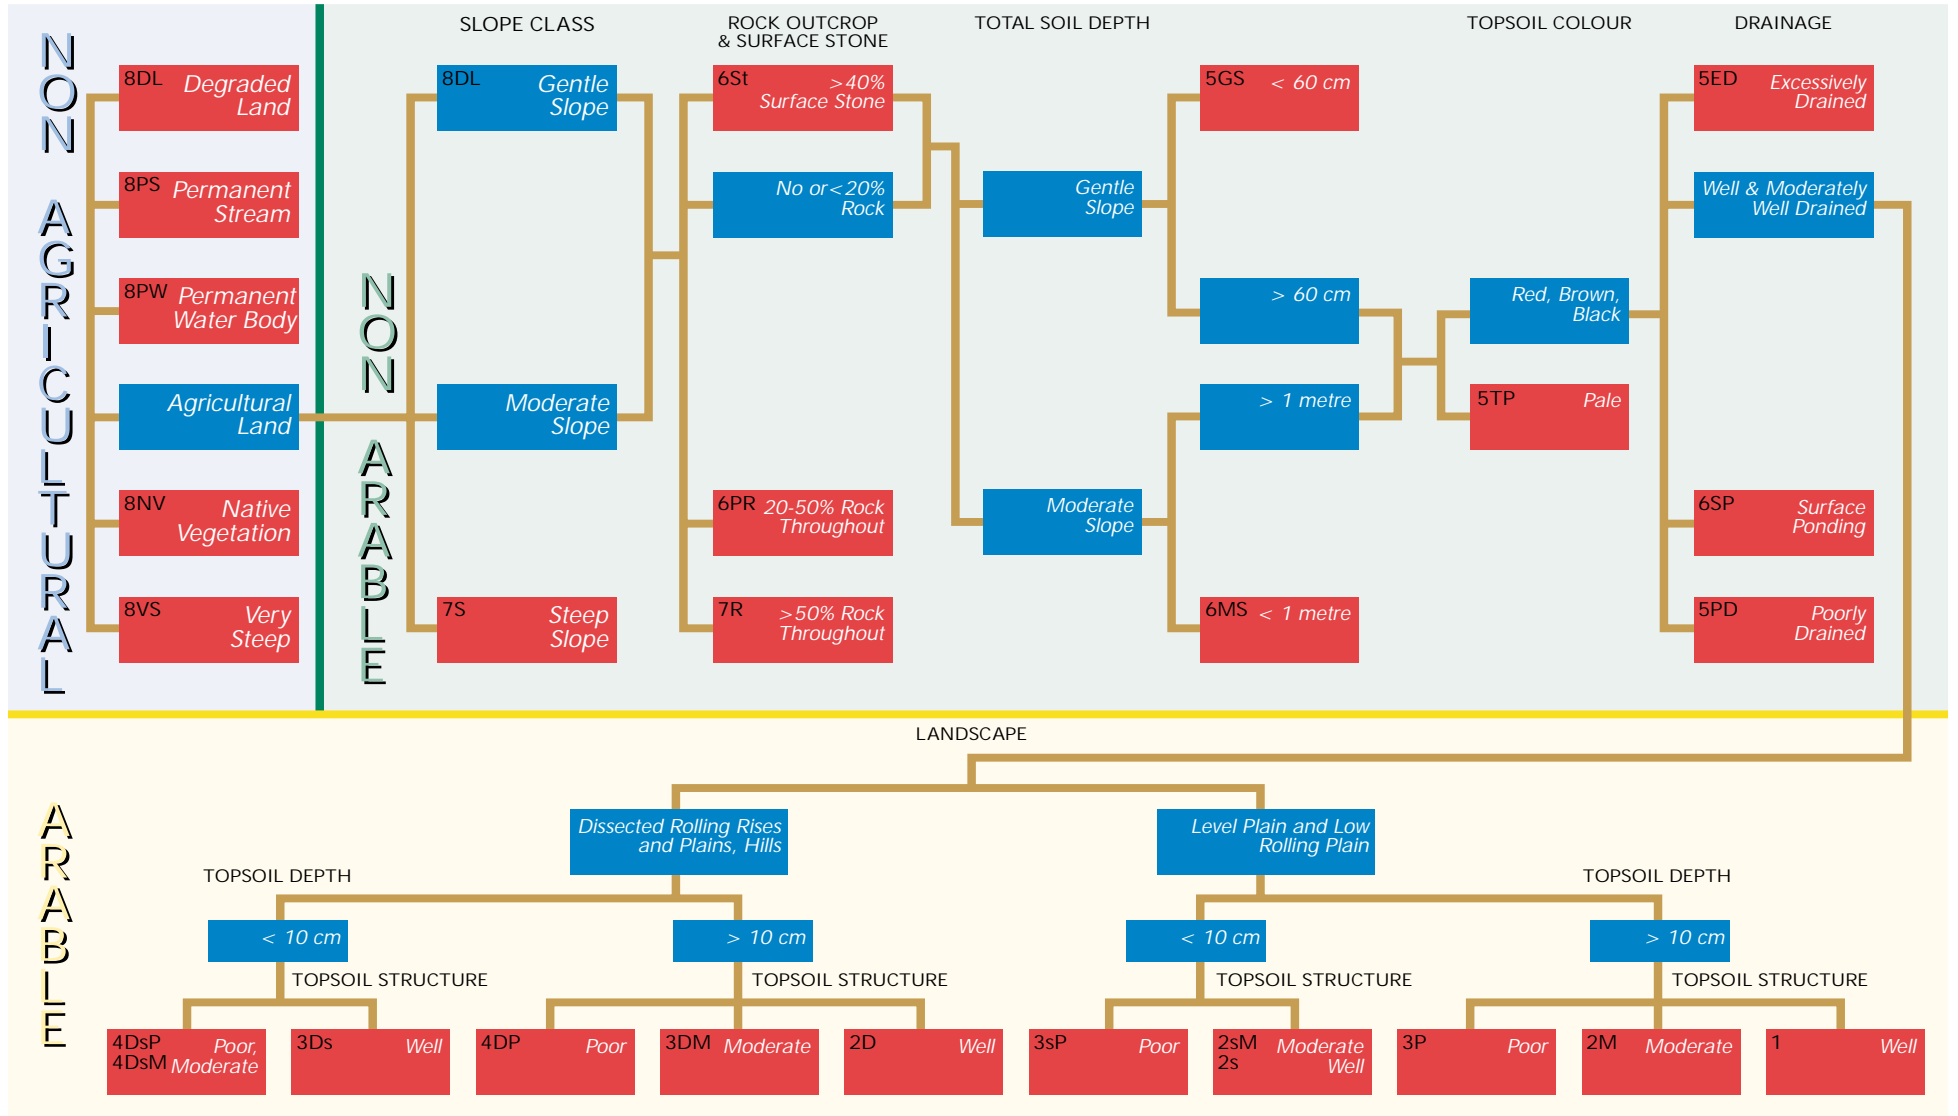 NON AGRICULTURAL
8DL Degraded
Land
8PS Permanent
Stream
8PW Permanent
Water Body
Agricultural
Land
8NV Native
Vegetation
8VS Very
Steep
NON ARABLE
SLOPE CLASS
8DL Gentle
Slope
Moderate
Slope
7S Steep
Slope
ROCK OUTCROP
& SURFACE STONE
6St >40%
Surface Stone
No or<20%
Rock
6PR 20-50% Rock
Throughout
7R >50% Rock
Throughout
TOTAL SOIL DEPTH
Gentle
Slope
Moderate
Slope
5GS < 60 cm
> 60 cm
> 1 metre
6MS < 1 metre
TOPSOIL COLOUR
Red, Brown,
Black
5TP Pale
DRAINAGE
5ED Excessively
Drained
Well & Moderately
Well Drained
6SP Surface
Ponding
5PD Poorly
Drained
ARABLE
LANDSCAPE
Dissected Rolling Rises
and Plains, Hills
Level Plain and Low
Rolling Plain
TOPSOIL DEPTH
TOPSOIL DEPTH
< 10 cm
> 10 cm
< 10 cm
> 10 cm
TOPSOIL STRUCTURE
TOPSOIL STRUCTURE
TOPSOIL STRUCTURE
TOPSOIL STRUCTURE
4DsP Poor,
4DsM Moderate
3Ds Well
4DP Poor
3DM Moderate
2D Well
3sP Poor
2sM Moderate
2s Well
3P Poor
2M Moderate
1 Well